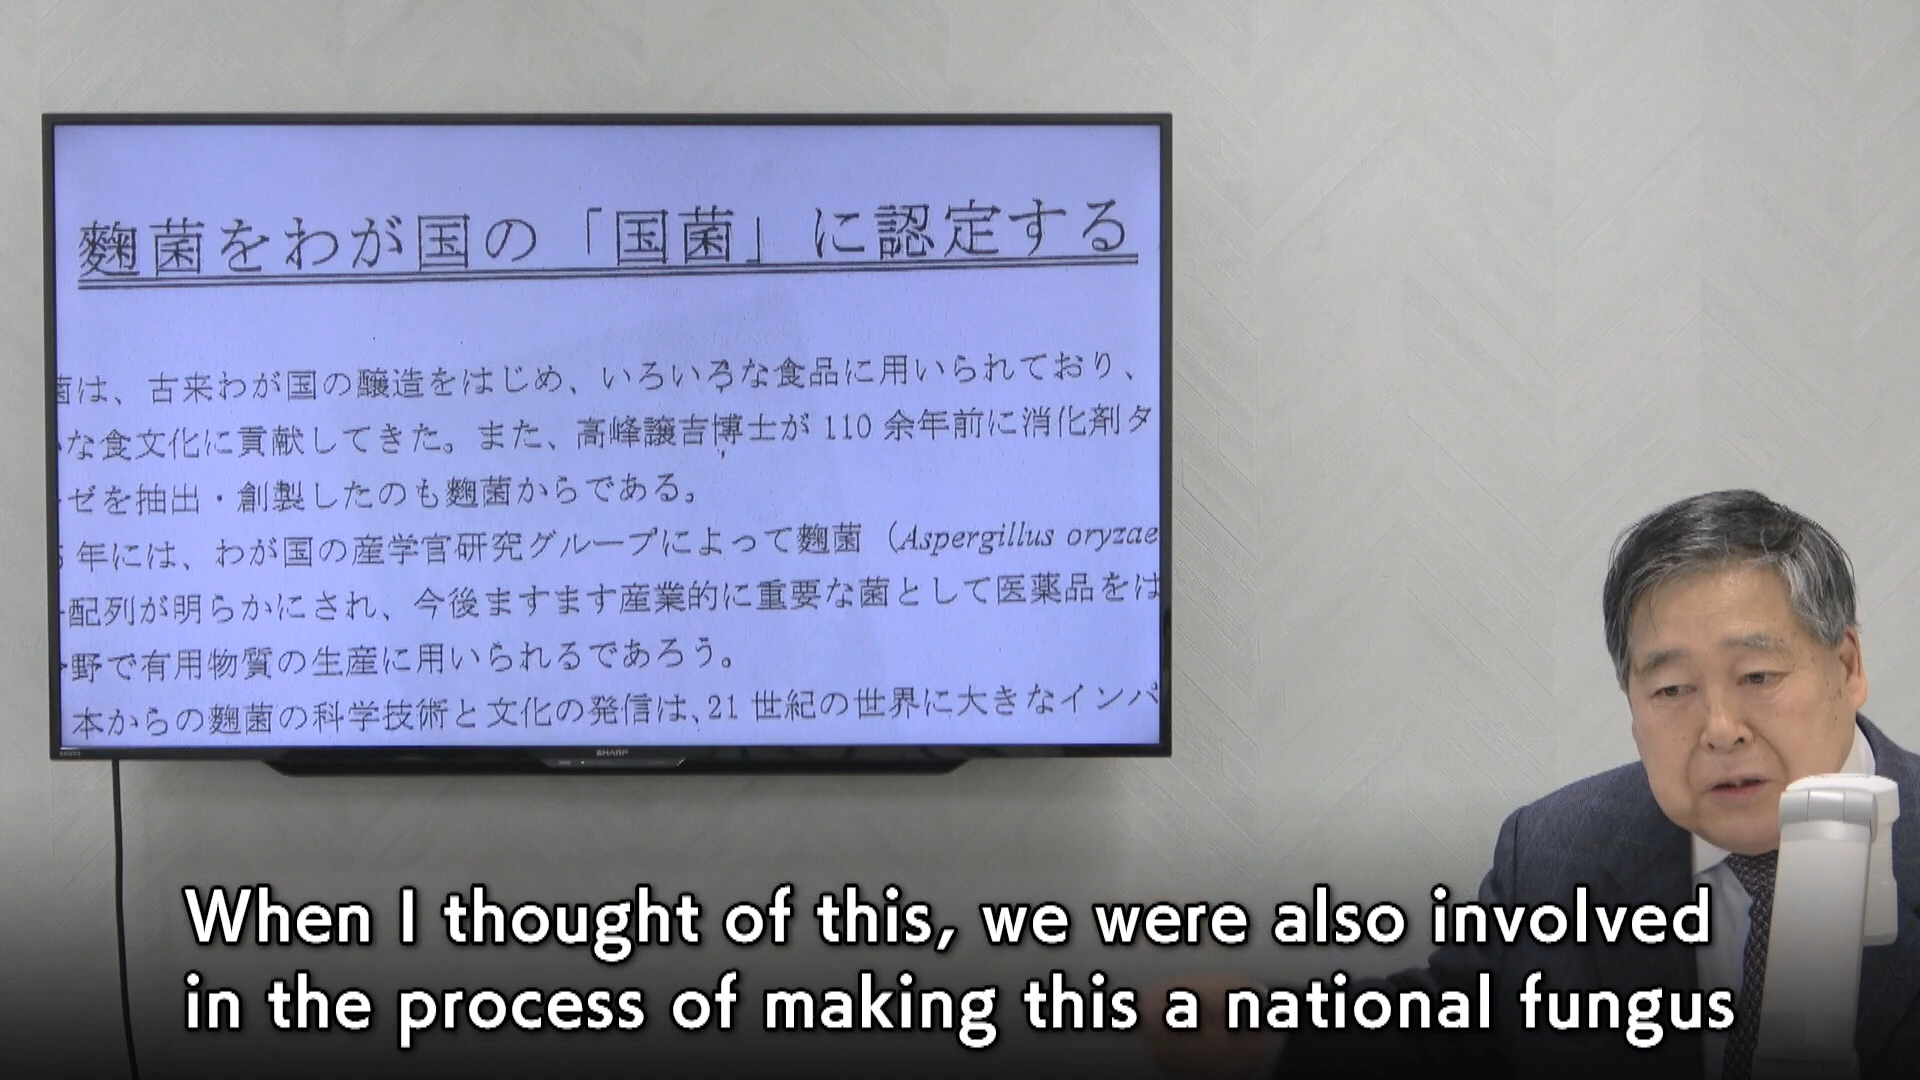 麴菌をわが国の「国菌」に認定する
菌は、古来わが国の醸造をはじめ、いろいろな食品に用いられており、
な食文化に貢献してきた。また、高峰譲吉博士が 110 余年前に消化剤タ
ゼを抽出・創製したのも麴菌からである。
年には、わが国の産学官研究グループによって麴菌（Aspergillus oryzae
配列が明らかにされ、今後ますます産業的に重要な菌として医薬品をは
野で有用物質の生産に用いられるであろう。
本からの麴菌の科学技術と文化の発信は、21 世紀の世界に大きなインパ
SHARP
When I thought of this, we were also involved
in the process of making this a national fungus